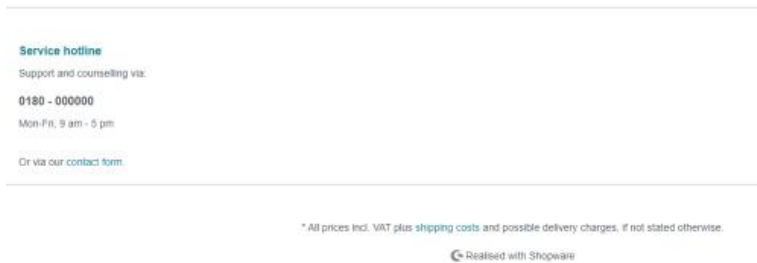 Service hotline
Support and counselling via:
0180 - 000000
Mon-Fri, 9 am - 5 pm
Or via our contact form.
* All prices incl. VAT plus shipping costs and possible delivery charges, if not stated otherwise.
Realised with Shopware